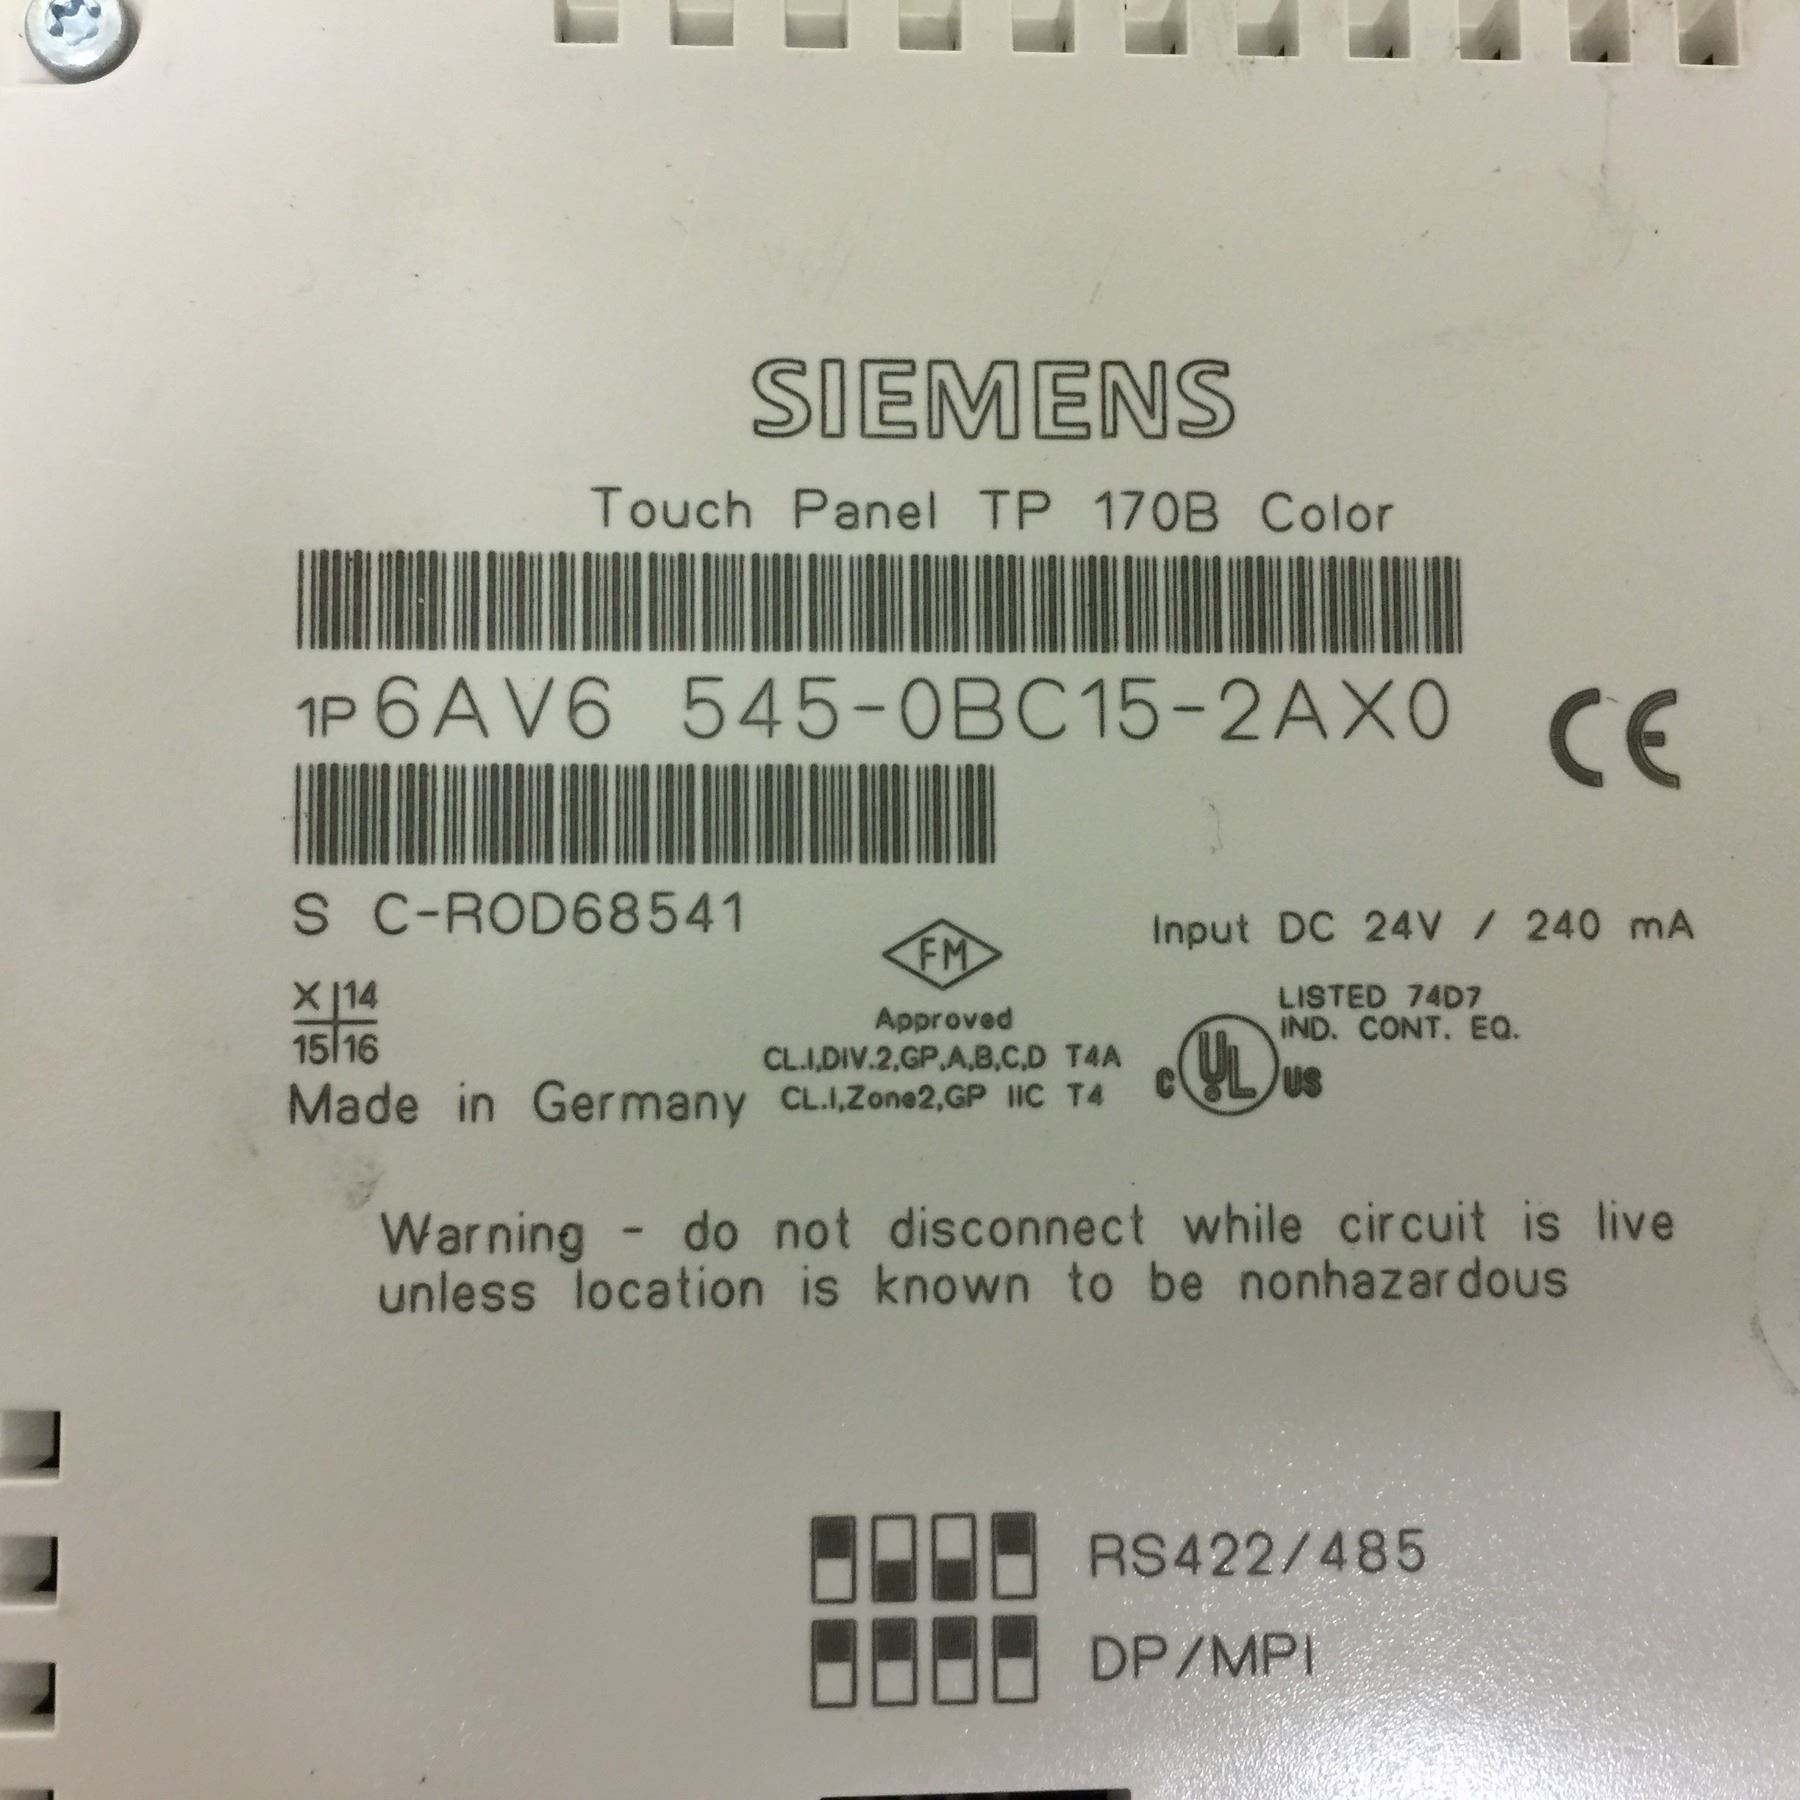 SIEMENS
Touch Panel TP 170B Color
1P 6AV6 545-0BC15-2AX0
CE
S C-R0D68541
Input DC 24V / 240 mA
FM
X 14
15 16
Approved
LISTED 74D7
IND. CONT. EQ.
CL.I,DIV.2,GP,A,B,C,D T4A
C UL US
Made in Germany
CL.I,Zone2,GP IIC T4
Warning - do not disconnect while circuit is live
unless location is known to be nonhazardous
RS422/485
DP/MPI